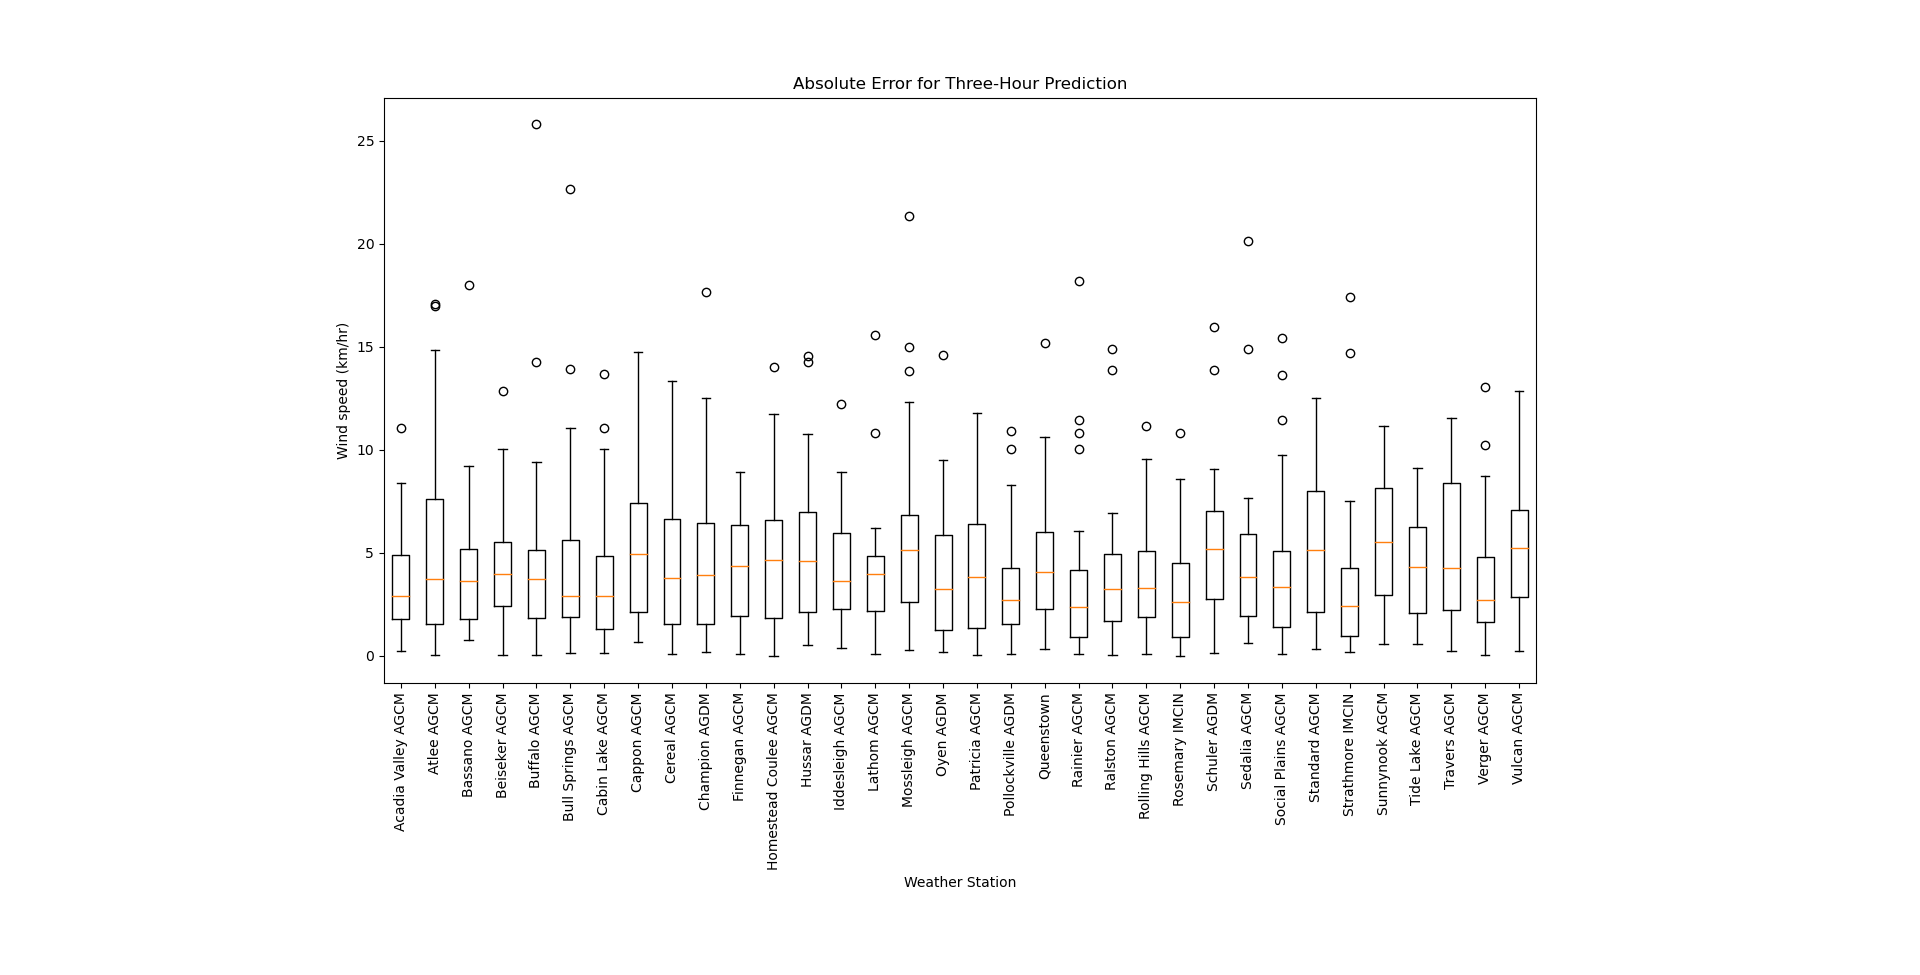 Absolute Error for Three-Hour Prediction
Wind speed (km/hr)
25
20
15
10
5
0
Acadia Valley AGCM
Atlee AGCM
Bassano AGCM
Beiseker AGCM
Buffalo AGCM
Bull Springs AGCM
Cabin Lake AGCM
Cappon AGCM
Cereal AGCM
Champion AGDM
Finnegan AGCM
Homestead Coulee AGCM
Hussar AGDM
Iddesleigh AGCM
Lathom AGCM
Mossleigh AGCM
Oyen AGDM
Patricia AGCM
Pollockville AGDM
Queenstown
Rainier AGCM
Ralston AGCM
Rolling Hills AGCM
Rosemary IMCIN
Schuler AGDM
Sedalia AGCM
Social Plains AGCM
Standard AGCM
Strathmore IMCIN
Sunnynook AGCM
Tide Lake AGCM
Travers AGCM
Verger AGCM
Vulcan AGCM
Weather Station